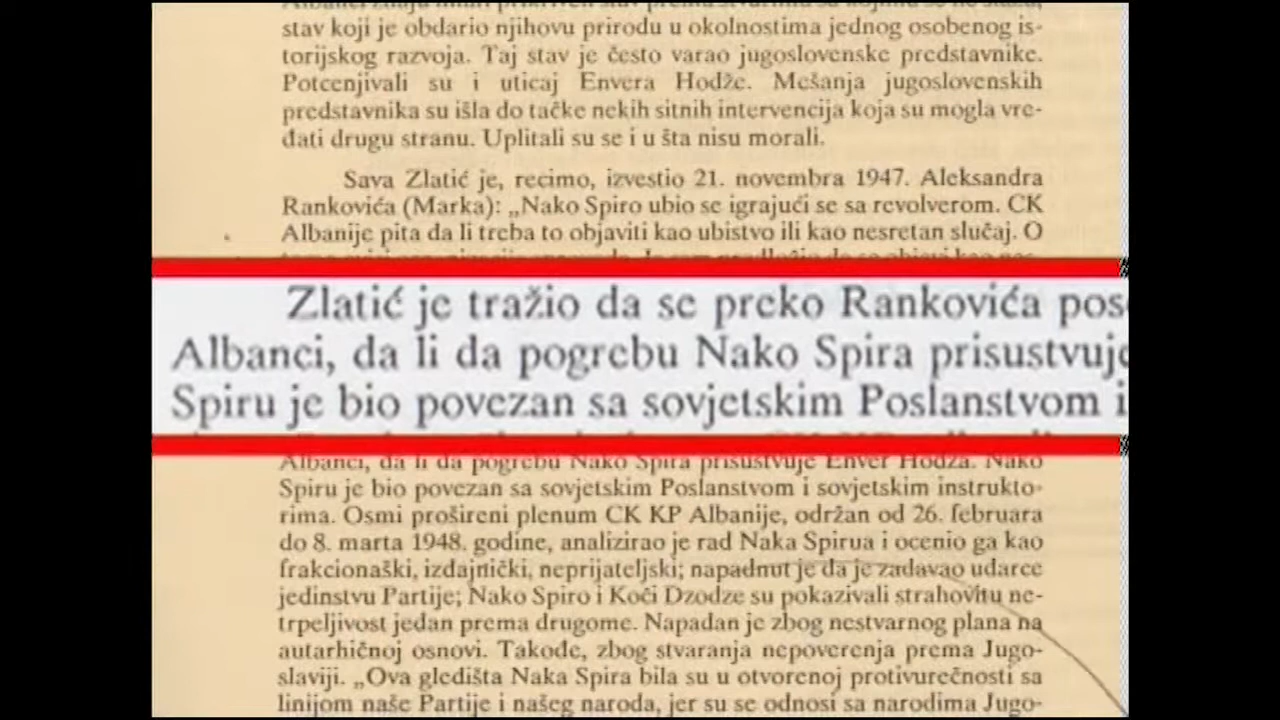 stav koji je obdario njihovu prirodu u okolnostima jednog osobenog is-
torijskog razvoja. Taj stav je često varao jugoslovenske predstavnike.
Potcenjivali su i uticaj Envera Hodže. Mešanja jugoslovenskih
predstavnika su išla do tačke nekih sitnih intervencija koja su mogla vre-
đati drugu stranu. Uplitali su se i u šta nisu morali.
Sava Zlatić je, recimo, izvestio 21. novembra 1947. Aleksandra
Rankovića (Marka): „Nako Spiro ubio se igrajući se sa revolverom. CK
Albanije pita da li treba to objaviti kao ubistvo ili kao nesretan slučaj. O
Zlatić je tražio da se preko Rankovića pos
Albanci, da li da pogrebu Nako Spira prisustvuje
Spiru je bio povezan sa sovjetskim Poslanstvom i
Albanci, da li da pogrebu Nako Spira prisustvuje Enver Hodža. Nako
Spiru je bio povezan sa sovjetskim Poslanstvom i sovjetskim instrukto-
rima. Osmi prošireni plenum CK KP Albanije, održan od 26. februara
do 8. marta 1948. godine, analizirao je rad Naka Spirua i ocenio ga kao
frakcionaški, izdajnički, neprijateljski; napadnut je da je zadavao udarce
jedinstvu Partije; Nako Spiro i Koči Dzodze su pokazivali strahovitu ne-
trpeljivost jedan prema drugome. Napadan je zbog nestvarnog plana na
autarhičnoj osnovi. Takođe, zbog stvaranja nepoverenja prema Jugo-
slaviji. „Ova gledišta Naka Spira bila su u otvorenoj protivurečnosti sa
linijom naše Partije i našeg naroda, jer su se odnosi sa narodima Jugo-